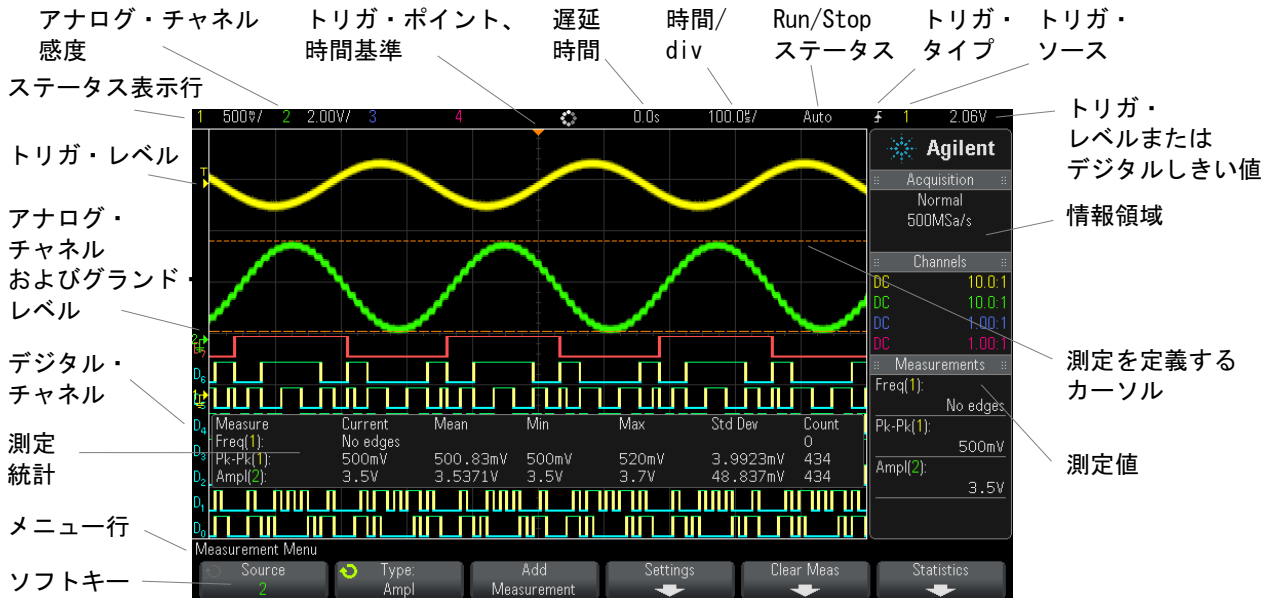 アナログ・チャネル
感度
トリガ・ポイント、
時間基準
遅延
時間
時間/
div
Run/Stop
ステータス
トリガ・
タイプ
トリガ・
ソース
ステータス表示行
トリガ・レベル
アナログ・
チャネル
およびグランド・
レベル
デジタル・
チャネル
測定
統計
メニュー行
ソフトキー
1 500㎷/ 2 2.00V/ 3 4 0.0s 100.0㎲/ Auto 1 2.06V
T
2
D7
D6
D5
D4
D3
D2
D1
D0
Measure Current Mean Min Max Std Dev Count
Freq(1): No edges 0
Pk-Pk(1): 500mV 500.83mV 500mV 520mV 3.9923mV 434
Ampl(2): 3.5V 3.5371V 3.5V 3.7V 48.837mV 434
Agilent
Acquisition
Normal
500MSa/s
Channels
DC 10.0:1
DC 10.0:1
DC 1.00:1
DC 1.00:1
Measurements
Freq(1):
No edges
Pk-Pk(1):
500mV
Ampl(2):
3.5V
Measurement Menu
Source
2
Type:
Ampl
Add
Measurement
Settings
Clear Meas
Statistics
トリガ・
レベルまたは
デジタルしきい値
情報領域
測定を定義する
カーソル
測定値